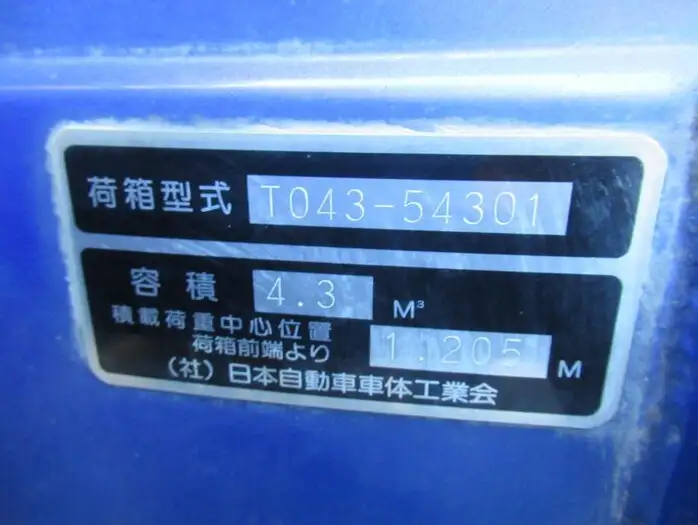 荷箱型式 T043-54301
容積 4.3 M³
積載荷重中心位置
荷箱前端より 1.205 M
(社)日本自動車車体工業会